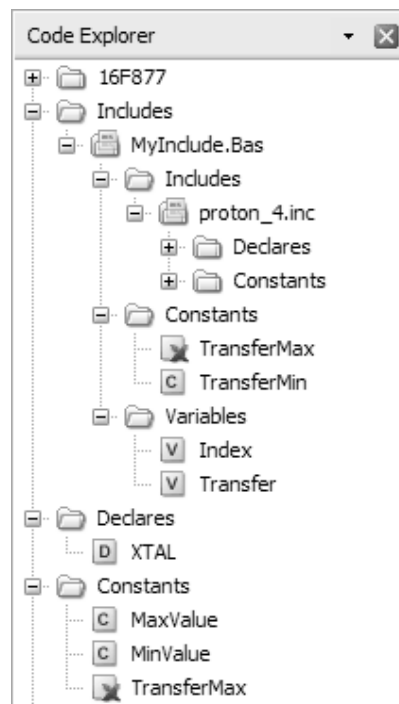 Code Explorer
16F877
Includes
MyInclude.Bas
Includes
proton_4.inc
Declares
Constants
Constants
TransferMax
C TransferMin
Variables
V Index
V Transfer
Declares
D XTAL
Constants
C MaxValue
C MinValue
TransferMax